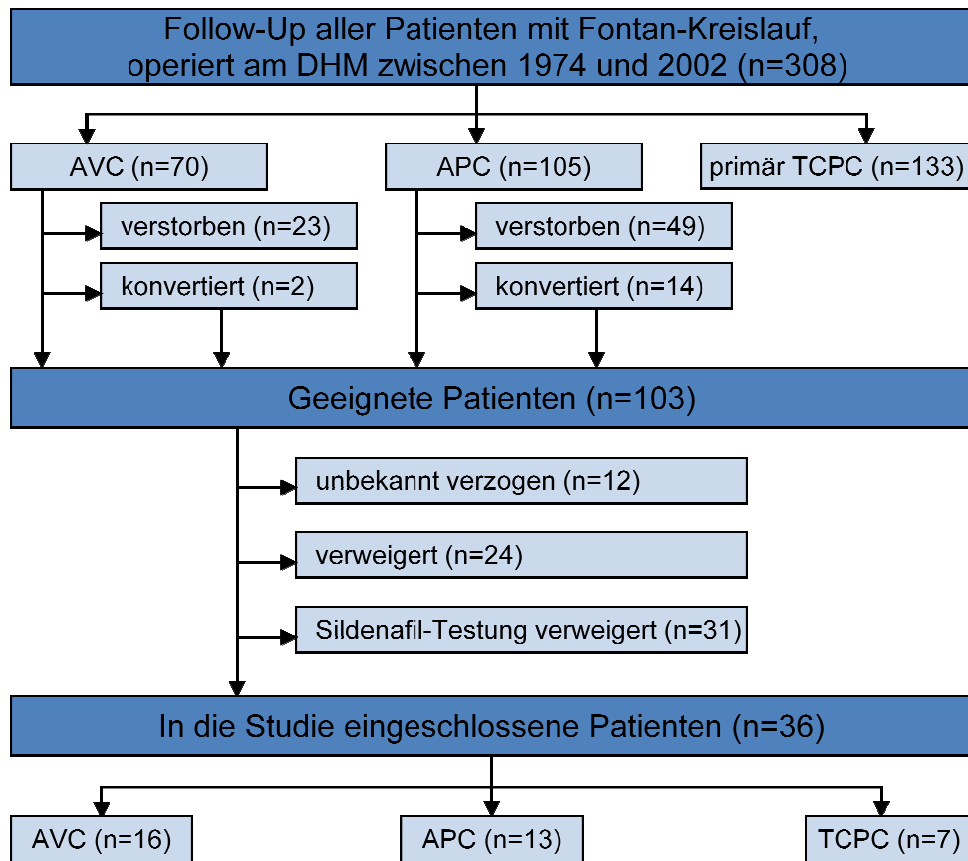 Follow-Up aller Patienten mit Fontan-Kreislauf,
operiert am DHM zwischen 1974 und 2002 (n=308)
AVC (n=70)
APC (n=105)
primär TCPC (n=133)
verstorben (n=23)
verstorben (n=49)
konvertiert (n=2)
konvertiert (n=14)
Geeignete Patienten (n=103)
unbekannt verzogen (n=12)
verweigert (n=24)
Sildenafil-Testung verweigert (n=31)
In die Studie eingeschlossene Patienten (n=36)
AVC (n=16)
APC (n=13)
TCPC (n=7)